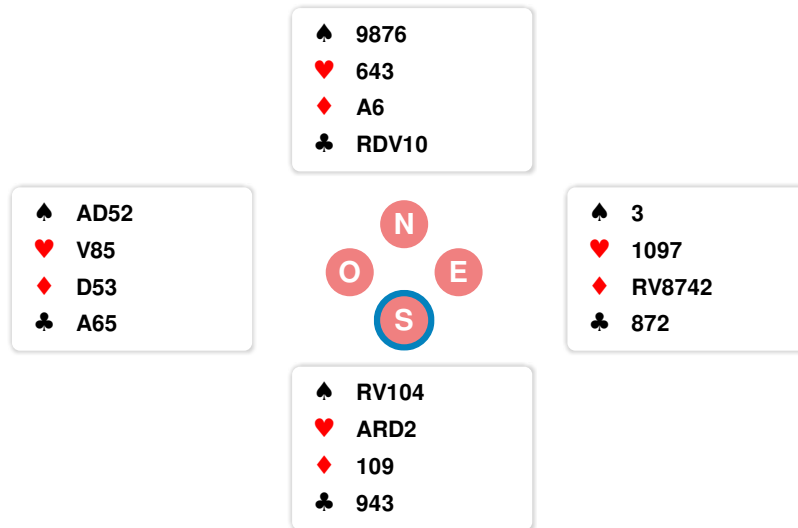 ♠ 9876
♥ 643
♦ A6
♣ RDV10
♠ AD52
♥ V85
♦ D53
♣ A65
N
O E
S
♠ 3
♥ 1097
♦ RV8742
♣ 872
♠ RV104
♥ ARD2
♦ 109
♣ 943